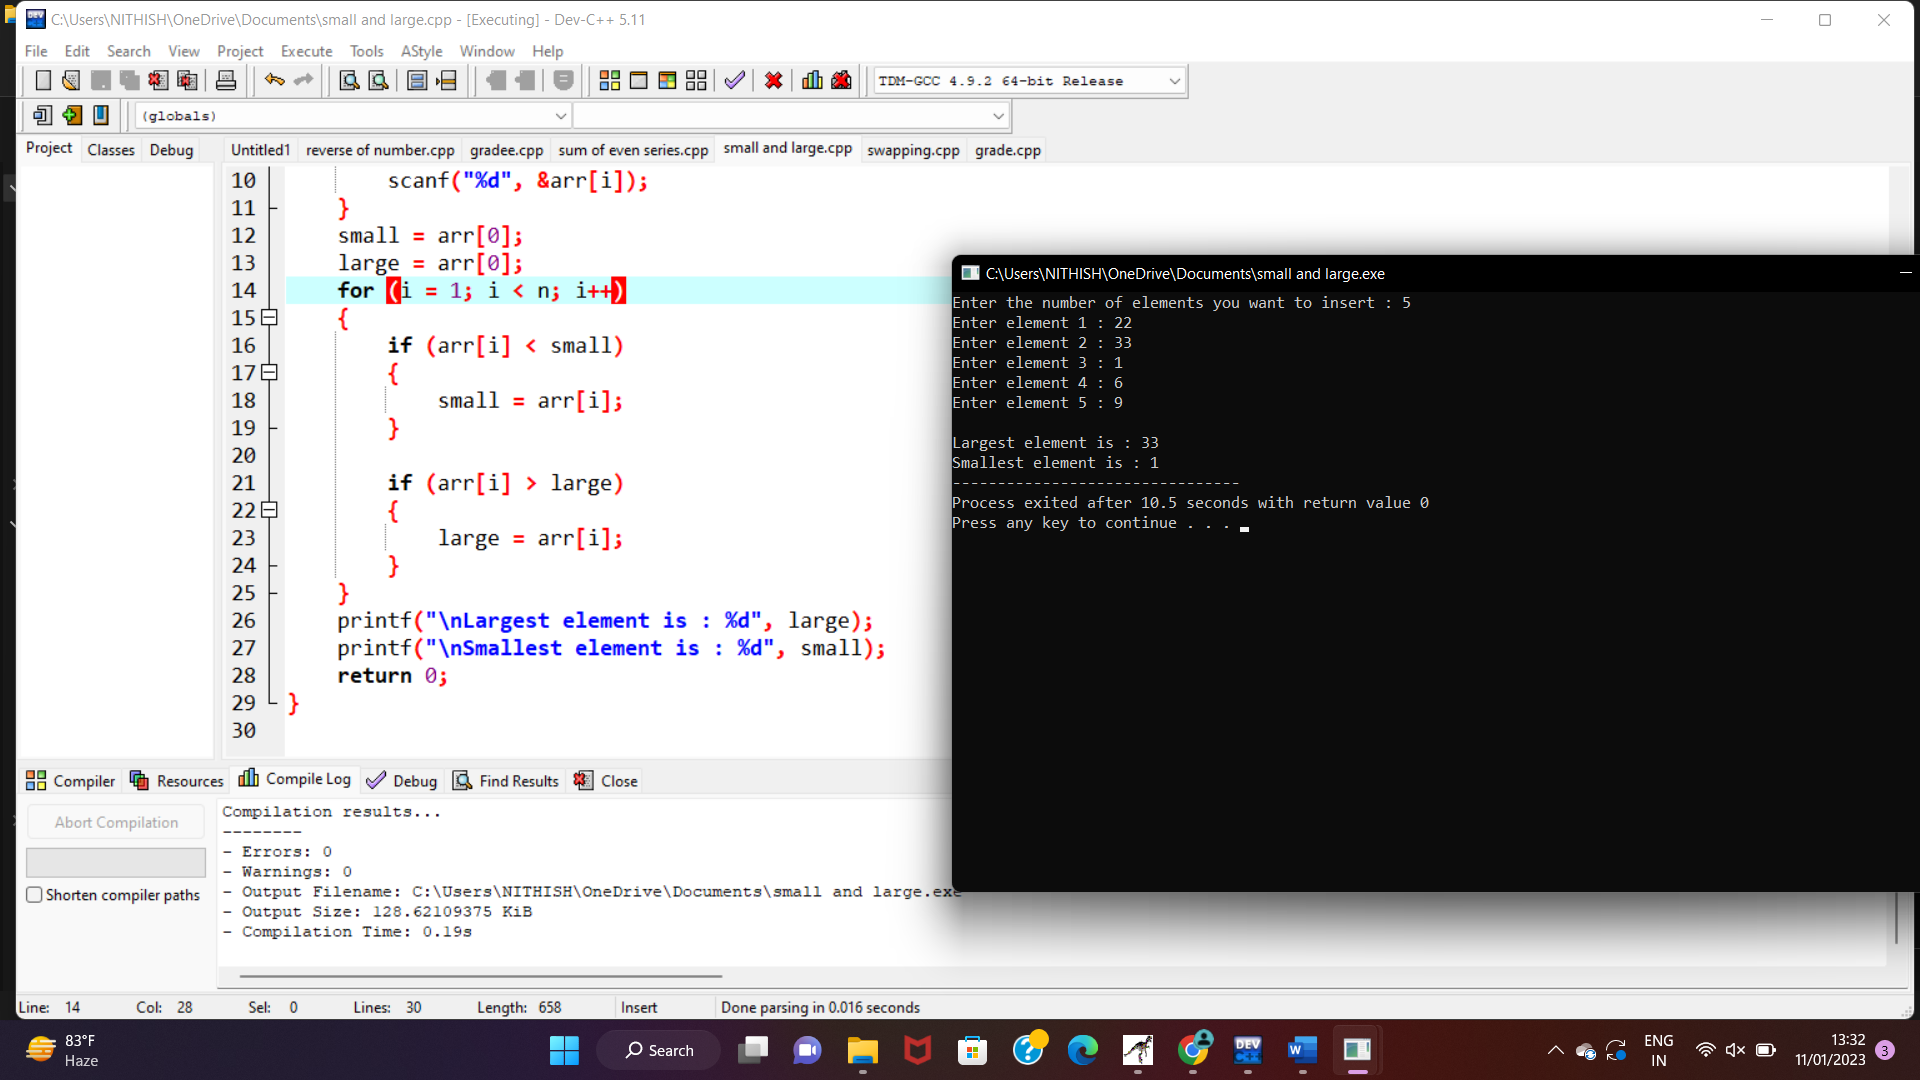 C:\Users\NITHISH\OneDrive\Documents\small and large.cpp - [Executing] - Dev-C++ 5.11
File Edit Search View Project Execute Tools AStyle Window Help
TDM-GCC 4.9.2 64-bit Release
(globals)
Project Classes Debug
Untitled1 reverse of number.cpp gradee.cpp sum of even series.cpp small and large.cpp swapping.cpp grade.cpp
10 scanf("%d", &arr[i]);
11 }
12 small = arr[0];
13 large = arr[0];
14 for (i = 1; i < n; i++)
15 {
16 if (arr[i] < small)
17 {
18 small = arr[i];
19 }
20
21 if (arr[i] > large)
22 {
23 large = arr[i];
24 }
25 }
26 printf("\nLargest element is : %d", large);
27 printf("\nSmallest element is : %d", small);
28 return 0;
29 }
30
C:\Users\NITHISH\OneDrive\Documents\small and large.exe
Enter the number of elements you want to insert : 5
Enter element 1 : 22
Enter element 2 : 33
Enter element 3 : 1
Enter element 4 : 6
Enter element 5 : 9
Largest element is : 33
Smallest element is : 1
--------------------------------
Process exited after 10.5 seconds with return value 0
Press any key to continue . . .
Compiler Resources Compile Log Debug Find Results Close
Abort Compilation
Shorten compiler paths
Compilation results...
--------
- Errors: 0
- Warnings: 0
- Output Filename: C:\Users\NITHISH\OneDrive\Documents\small and large.exe
- Output Size: 128.62109375 KiB
- Compilation Time: 0.19s
Line: 14 Col: 28 Sel: 0 Lines: 30 Length: 658 Insert Done parsing in 0.016 seconds
83°F
Haze
Search
DEV
C++
W
ENG
IN
13:32
11/01/2023
3